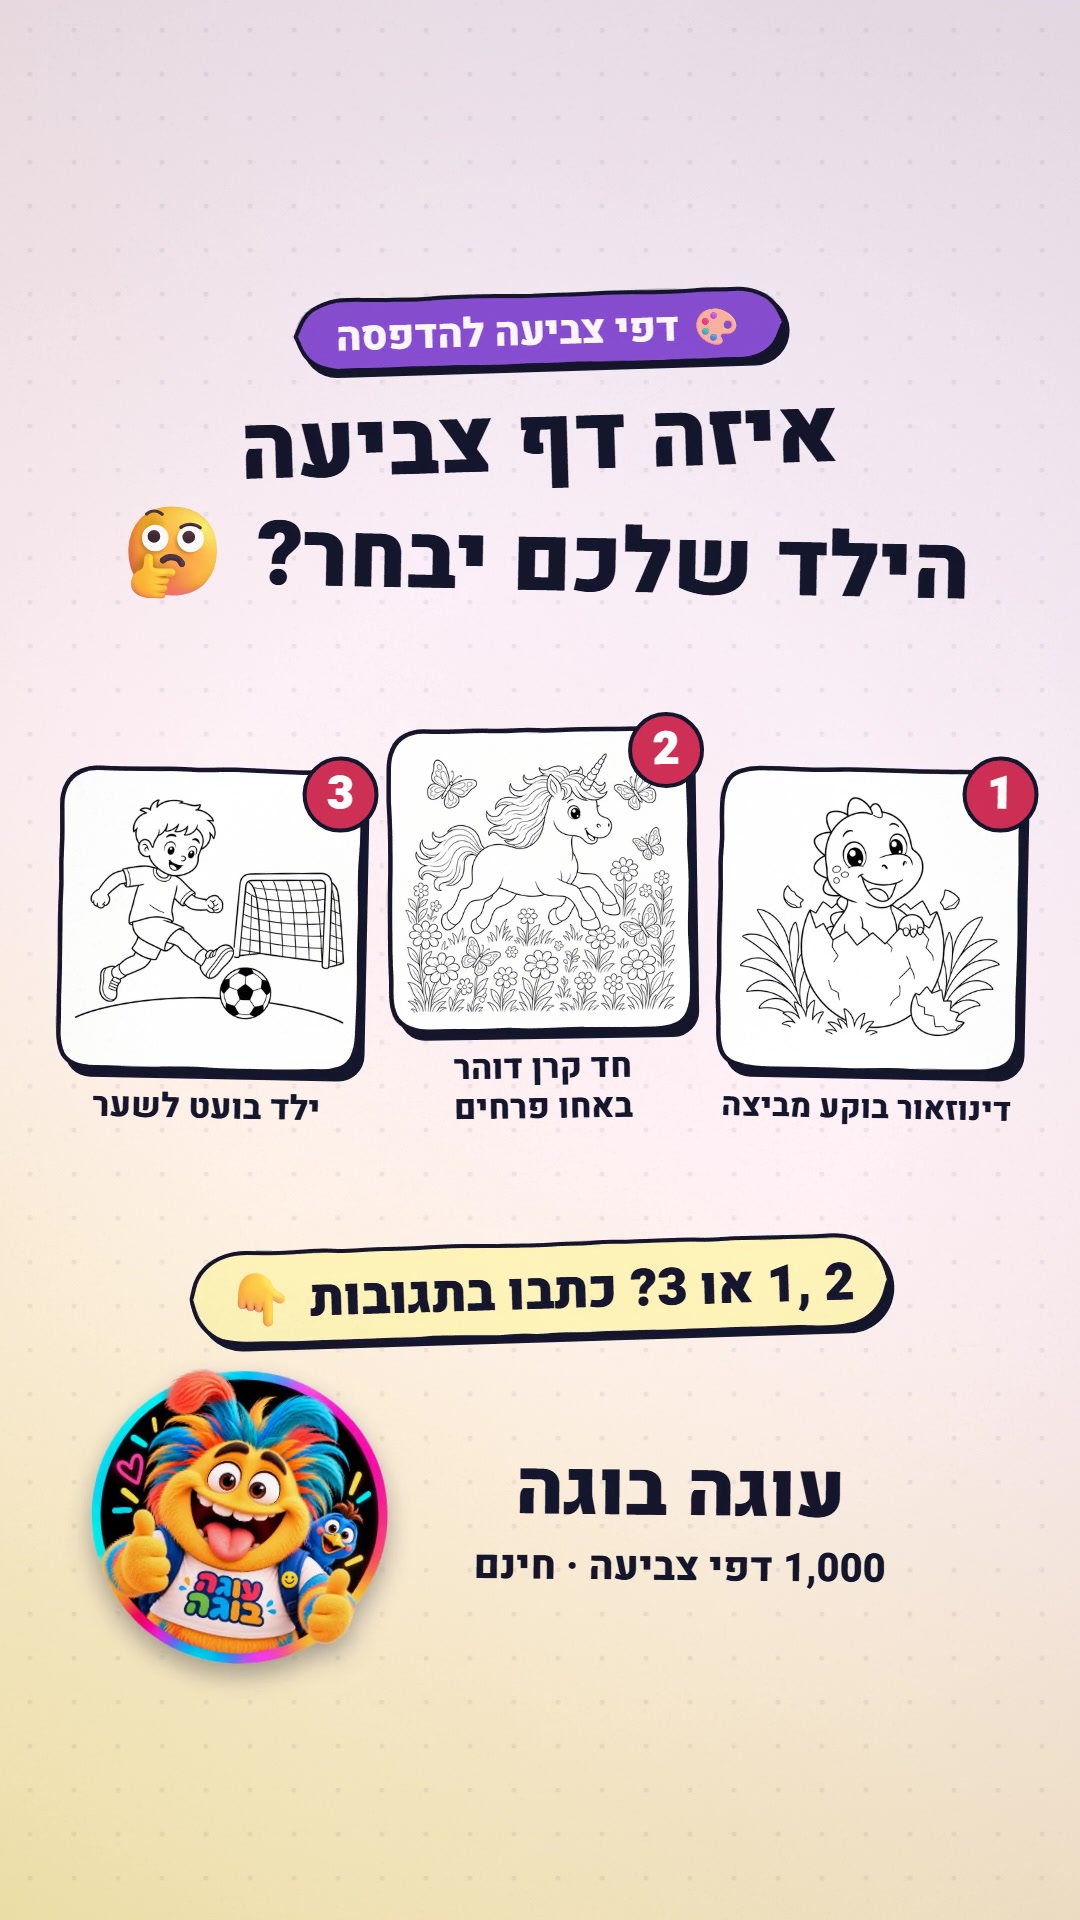 🎨 דפי צביעה להדפסה
איזה דף צביעה
הילד שלכם יבחר? 🤔
1
דינוזאור בוקע מביצה
2
חד קרן דוהר
באחו פרחים
3
ילד בועט לשער
1, 2 או 3? כתבו בתגובות 👇
עוגה בוגה
1,000 דפי צביעה · חינם
עוגה
בוגה